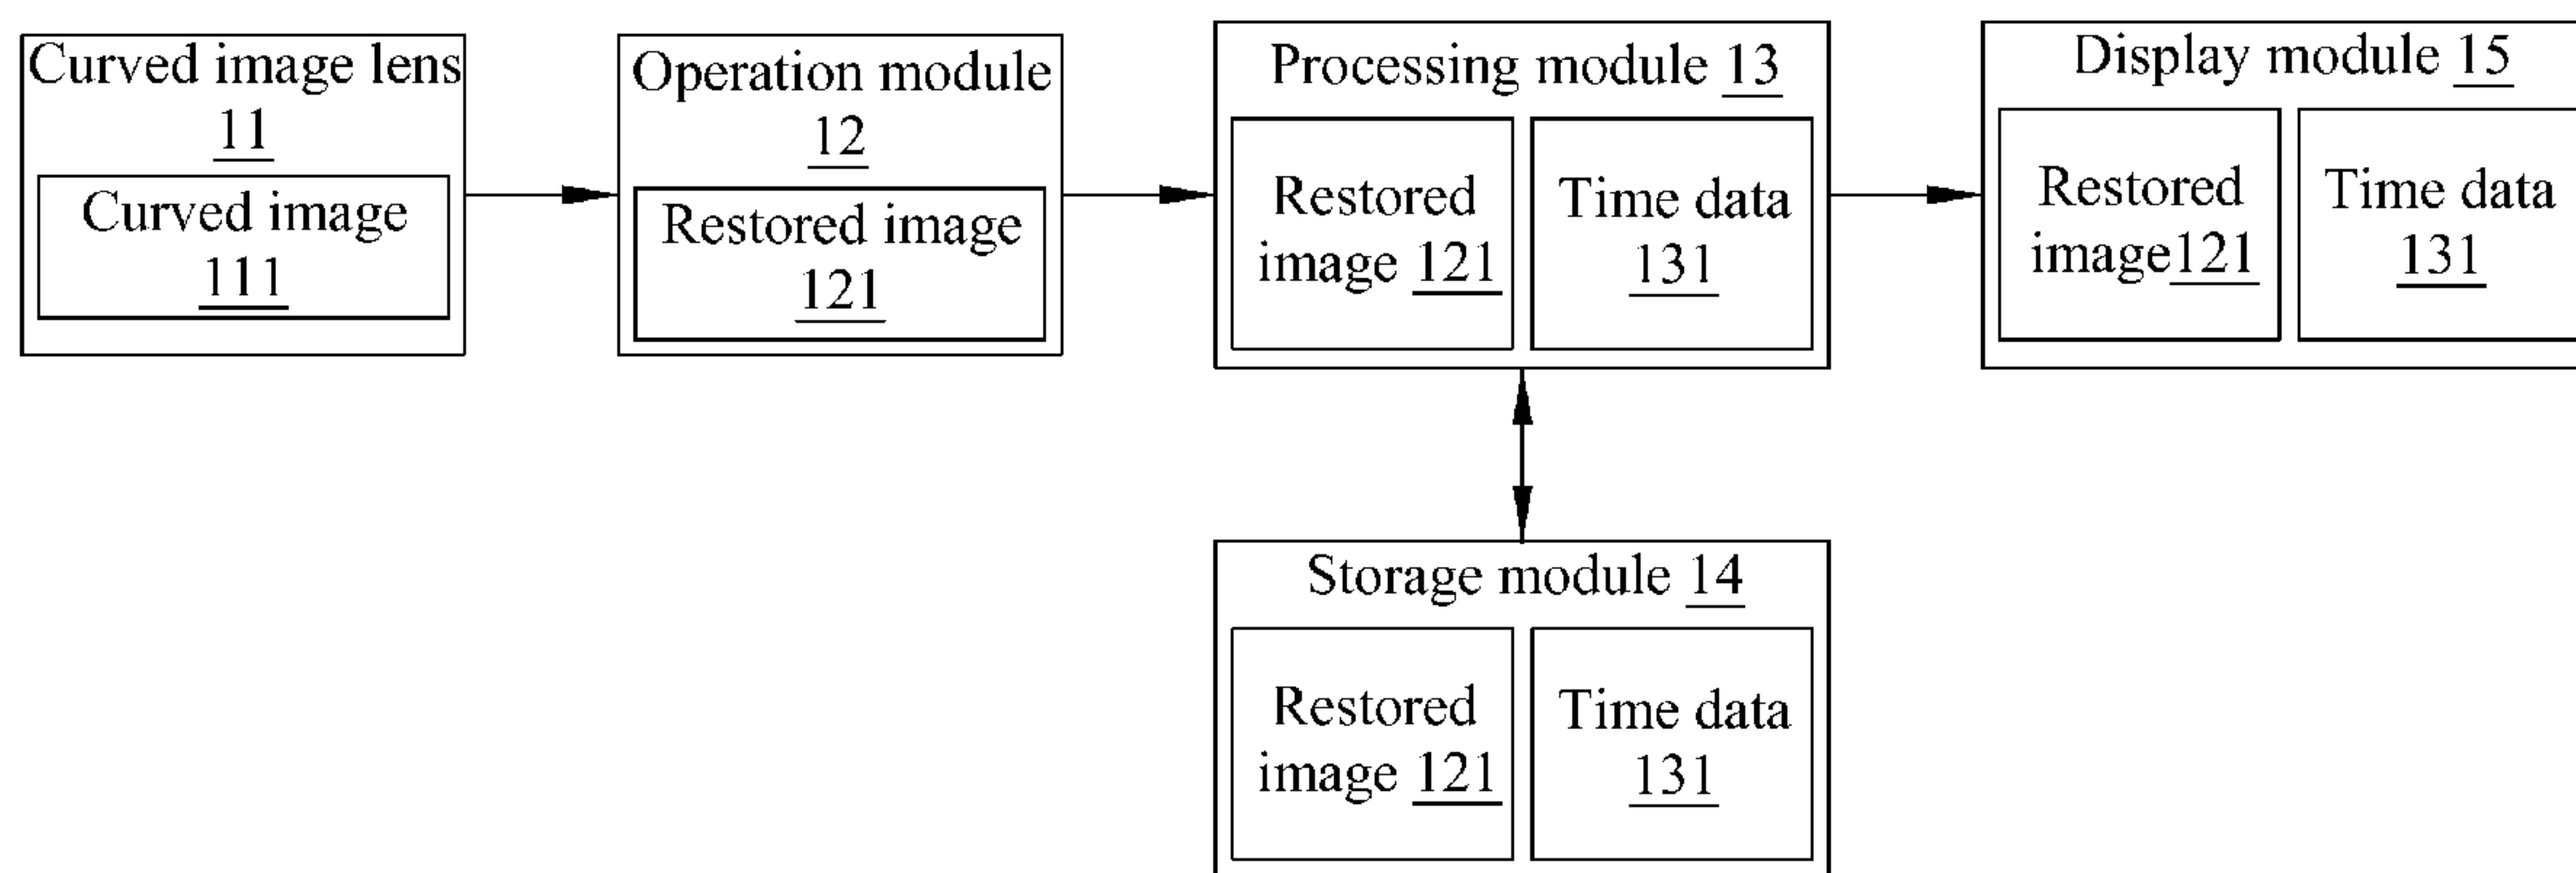 Curved image lens
11
Curved image
111
Operation module
12
Restored image
121
Processing module 13
Restored
image 121
Time data
131
Display module 15
Restored
image121
Time data
131
Storage module 14
Restored
image 121
Time data
131